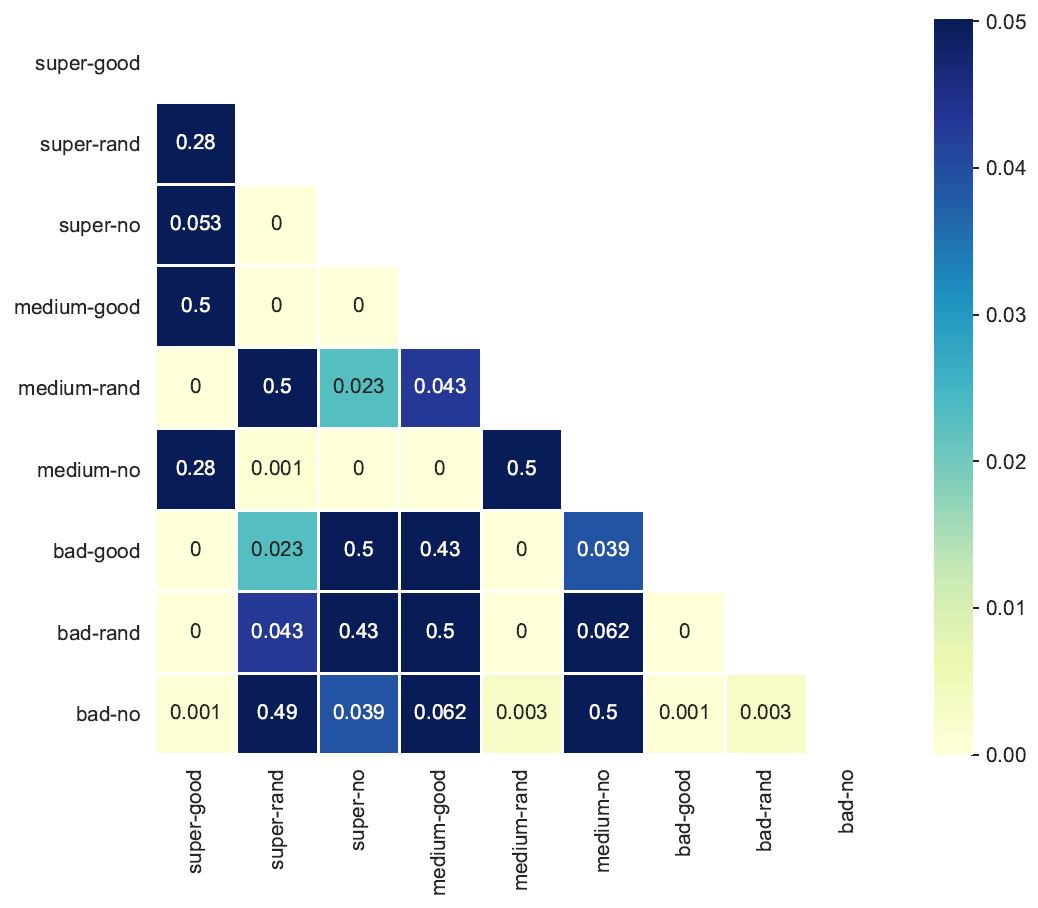 super-good
super-rand 0.28
super-no 0.053 0
medium-good 0.5 0 0
medium-rand 0 0.5 0.023 0.043
medium-no 0.28 0.001 0 0 0.5
bad-good 0 0.023 0.5 0.43 0 0.039
bad-rand 0 0.043 0.43 0.5 0 0.062 0
bad-no 0.001 0.49 0.039 0.062 0.003 0.5 0.001 0.003
super-good super-rand super-no medium-good medium-rand medium-no bad-good bad-rand bad-no
0.05
0.04
0.03
0.02
0.01
0.00